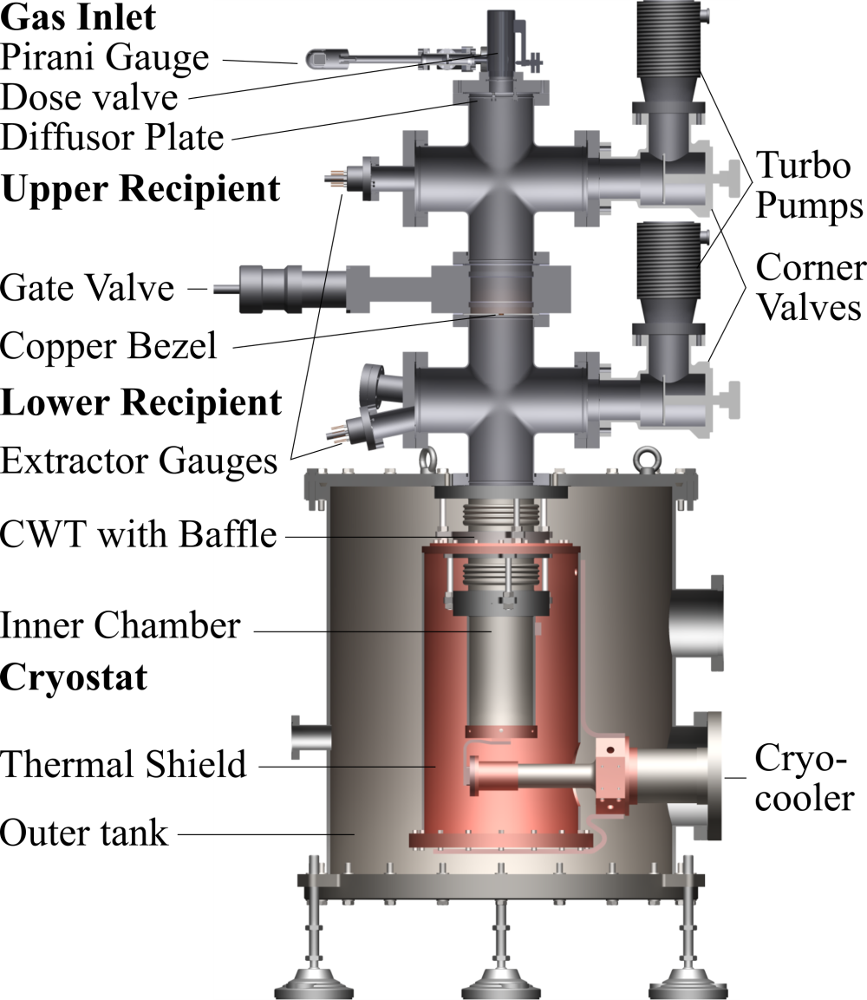 Gas Inlet
Pirani Gauge
Dose valve
Diffusor Plate
Upper Recipient
Turbo
Pumps
Gate Valve
Corner
Valves
Copper Bezel
Lower Recipient
Extractor Gauges
CWT with Baffle
Inner Chamber
Cryostat
Thermal Shield
Cryo-
cooler
Outer tank